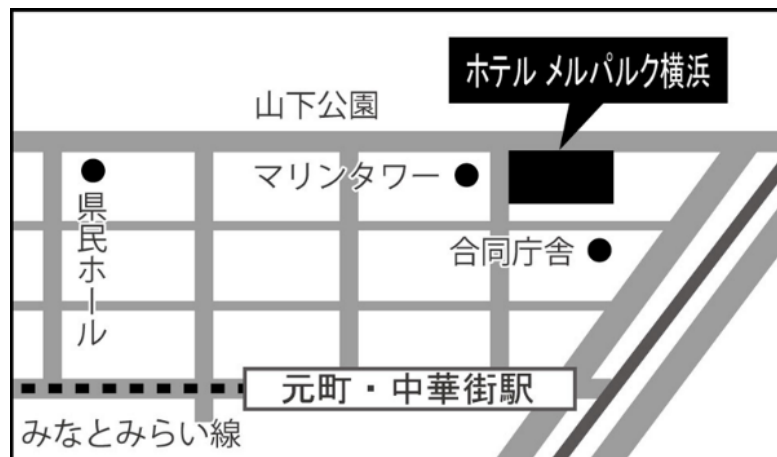 ホテル メルパルク横浜
山下公園
マリンタワー
県民ホール
合同庁舎
元町・中華街駅
みなとみらい線